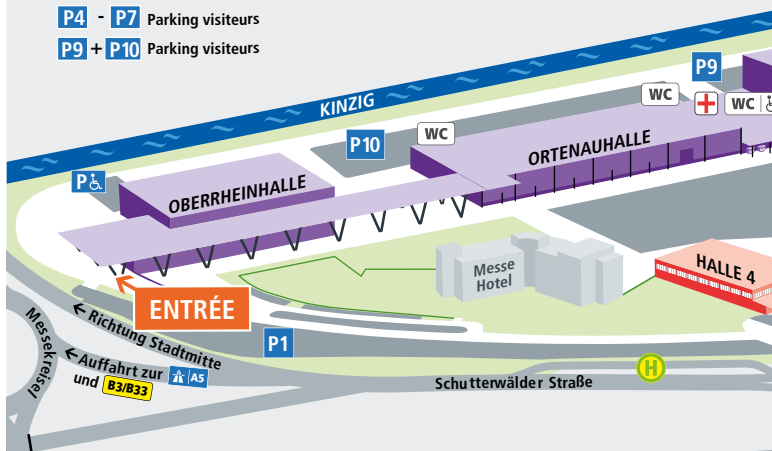 P4 - P7 Parking visiteurs
P9 + P10 Parking visiteurs
KINZIG
P9
WC
WC
WC
P10
ORTENAUHALLE
P
OBERRHEINHALLE
HALLE 4
Messe
Hotel
ENTRÉE
Messekreisel
Richtung Stadtmitte
P1
Auffahrt zur A5
und B3/B33
H
Schutterwälder Straße